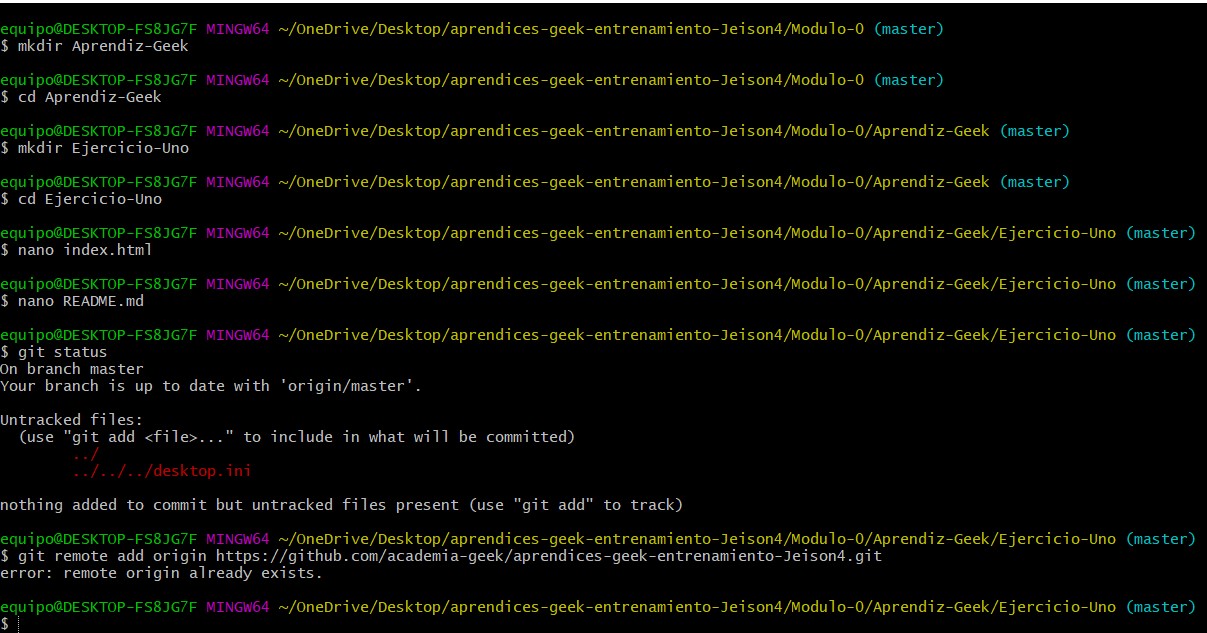 equipo@DESKTOP-FS8JG7F MINGW64 ~/OneDrive/Desktop/aprendices-geek-entrenamiento-Jeison4/Modulo-0 (master)
$ mkdir Aprendiz-Geek
equipo@DESKTOP-FS8JG7F MINGW64 ~/OneDrive/Desktop/aprendices-geek-entrenamiento-Jeison4/Modulo-0 (master)
$ cd Aprendiz-Geek
equipo@DESKTOP-FS8JG7F MINGW64 ~/OneDrive/Desktop/aprendices-geek-entrenamiento-Jeison4/Modulo-0/Aprendiz-Geek (master)
$ mkdir Ejercicio-Uno
equipo@DESKTOP-FS8JG7F MINGW64 ~/OneDrive/Desktop/aprendices-geek-entrenamiento-Jeison4/Modulo-0/Aprendiz-Geek (master)
$ cd Ejercicio-Uno
equipo@DESKTOP-FS8JG7F MINGW64 ~/OneDrive/Desktop/aprendices-geek-entrenamiento-Jeison4/Modulo-0/Aprendiz-Geek/Ejercicio-Uno (master)
$ nano index.html
equipo@DESKTOP-FS8JG7F MINGW64 ~/OneDrive/Desktop/aprendices-geek-entrenamiento-Jeison4/Modulo-0/Aprendiz-Geek/Ejercicio-Uno (master)
$ nano README.md
equipo@DESKTOP-FS8JG7F MINGW64 ~/OneDrive/Desktop/aprendices-geek-entrenamiento-Jeison4/Modulo-0/Aprendiz-Geek/Ejercicio-Uno (master)
$ git status
On branch master
Your branch is up to date with 'origin/master'.
Untracked files:
(use "git add <file>..." to include in what will be committed)
../
../../../desktop.ini
nothing added to commit but untracked files present (use "git add" to track)
equipo@DESKTOP-FS8JG7F MINGW64 ~/OneDrive/Desktop/aprendices-geek-entrenamiento-Jeison4/Modulo-0/Aprendiz-Geek/Ejercicio-Uno (master)
$ git remote add origin https://github.com/academia-geek/aprendices-geek-entrenamiento-Jeison4.git
error: remote origin already exists.
equipo@DESKTOP-FS8JG7F MINGW64 ~/OneDrive/Desktop/aprendices-geek-entrenamiento-Jeison4/Modulo-0/Aprendiz-Geek/Ejercicio-Uno (master)
$